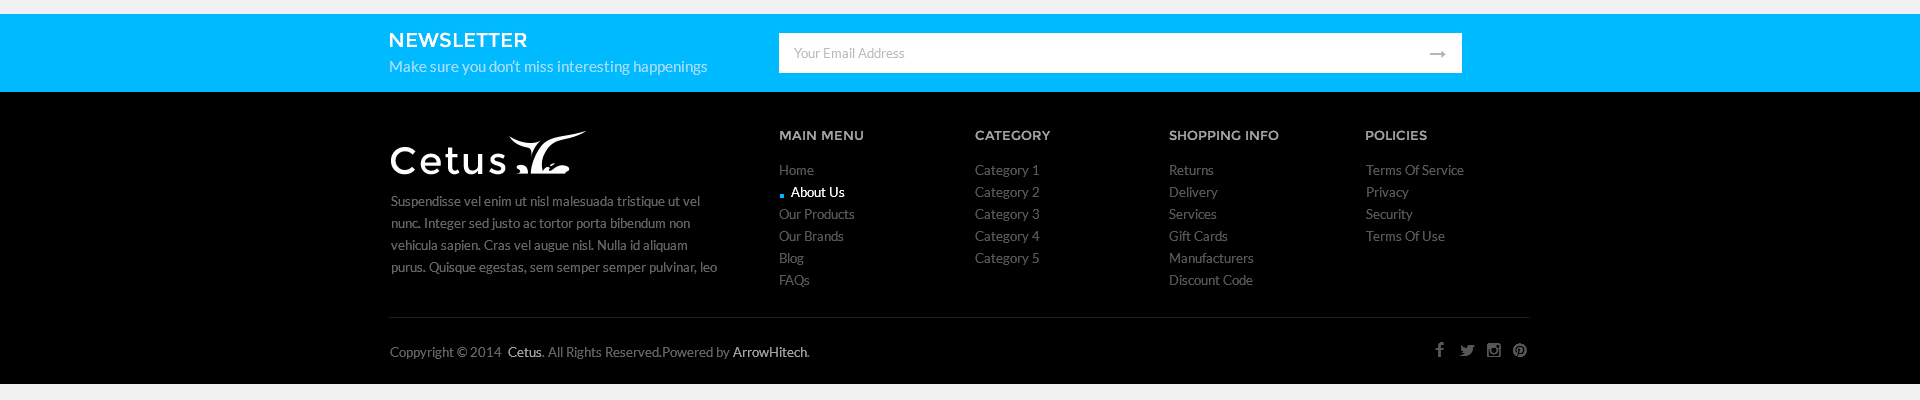 NEWSLETTER
Make sure you don't miss interesting happenings
Your Email Address
Cetus
Suspendisse vel enim ut nisl malesuada tristique ut vel
nunc. Integer sed justo ac tortor porta bibendum non
vehicula sapien. Cras vel augue nisl. Nulla id aliquam
purus. Quisque egestas, sem semper semper pulvinar, leo
MAIN MENU
Home
About Us
Our Products
Our Brands
Blog
FAQs
CATEGORY
Category 1
Category 2
Category 3
Category 4
Category 5
SHOPPING INFO
Returns
Delivery
Services
Gift Cards
Manufacturers
Discount Code
POLICIES
Terms Of Service
Privacy
Security
Terms Of Use
Coppyright © 2014 Cetus. All Rights Reserved.Powered by ArrowHitech.